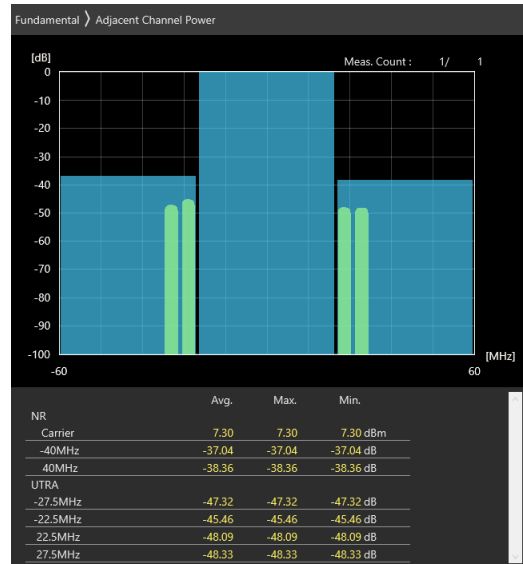 Fundamental 〉 Adjacent Channel Power
[dB]
Meas. Count : 1/ 1
0
-10
-20
-30
-40
-50
-60
-70
-80
-90
-100
[MHz]
-60 60
Avg. Max. Min.
NR
Carrier 7.30 7.30 7.30 dBm
-40MHz -37.04 -37.04 -37.04 dB
40MHz -38.36 -38.36 -38.36 dB
UTRA
-27.5MHz -47.32 -47.32 -47.32 dB
-22.5MHz -45.46 -45.46 -45.46 dB
22.5MHz -48.09 -48.09 -48.09 dB
27.5MHz -48.33 -48.33 -48.33 dB